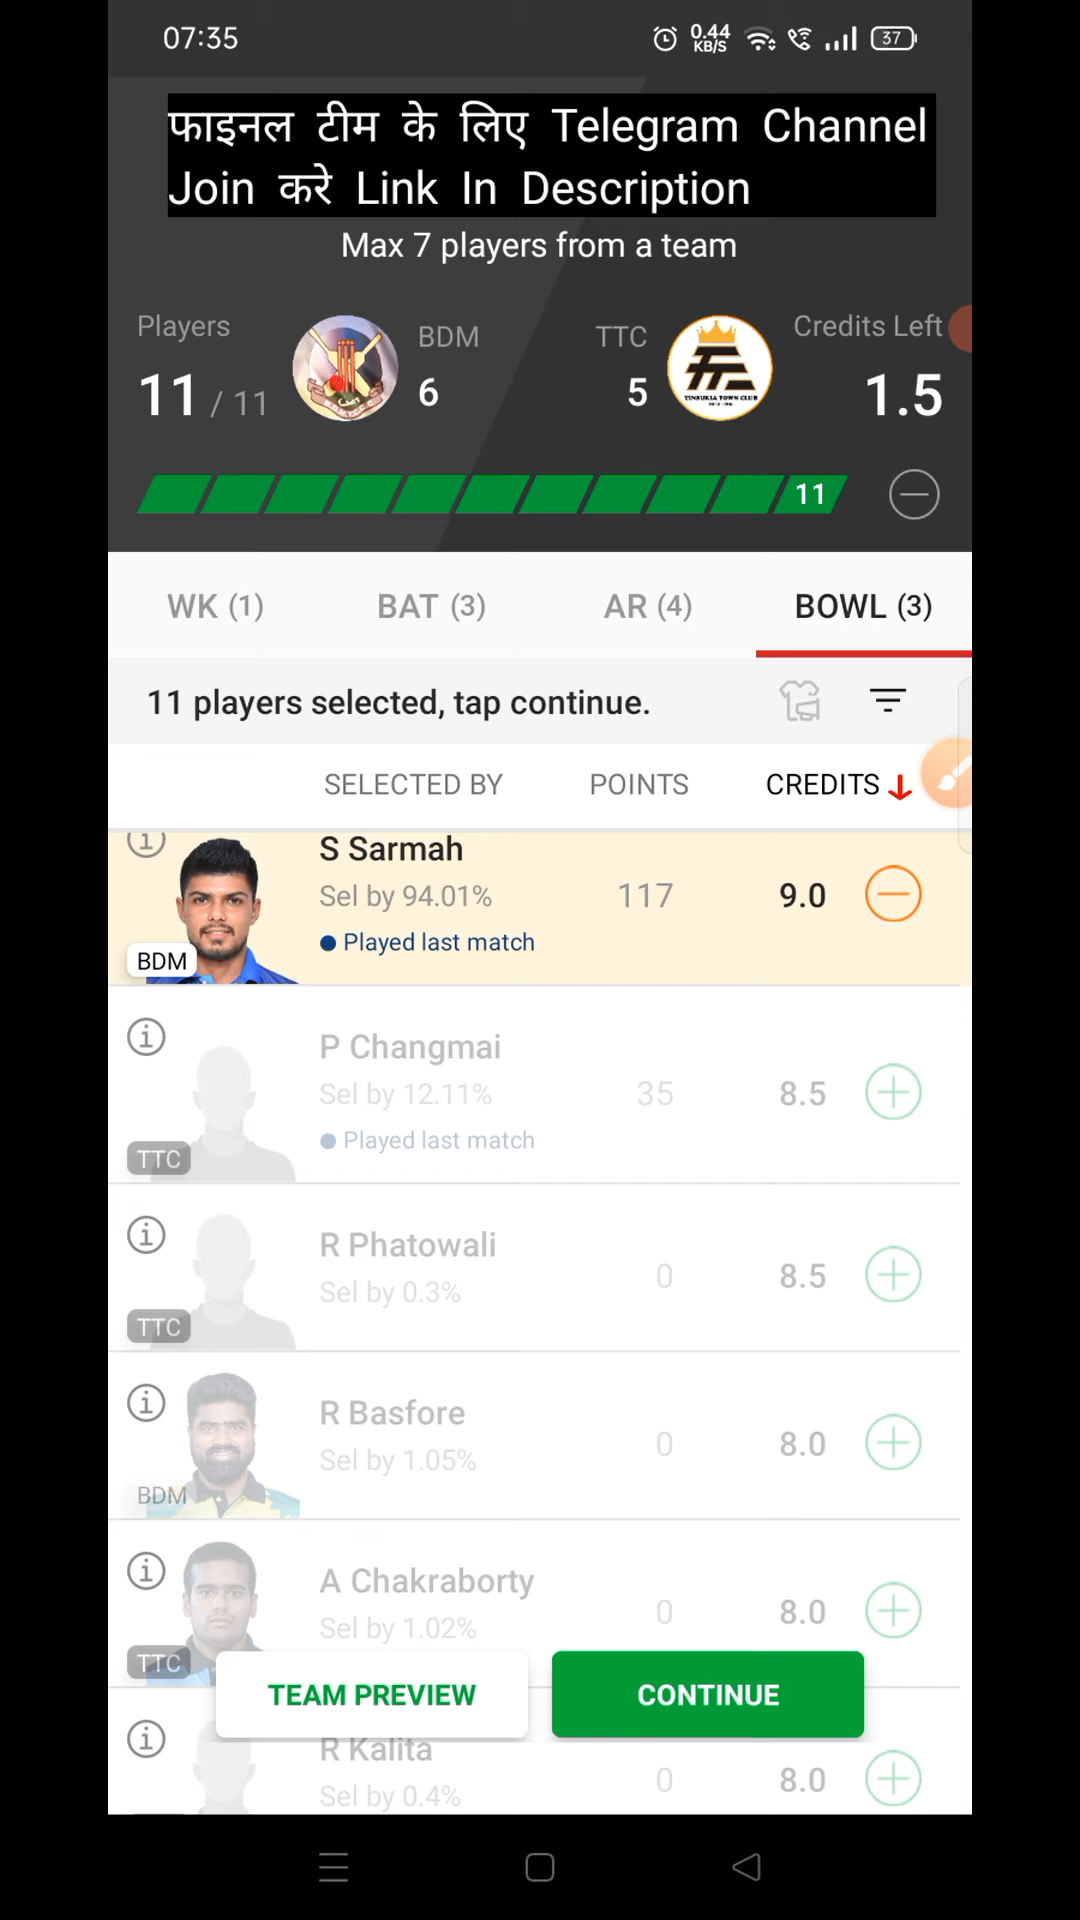 07:35
0.44 KB/S
37
फाइनल टीम के लिए Telegram Channel
Join करे Link In Description
Max 7 players from a team
Players
11 / 11
BDM
6
TTC
5
TINSUKIA TOWN CLUB
Credits Left
1.5
11
WK (1) BAT (3) AR (4) BOWL (3)
11 players selected, tap continue.
SELECTED BY POINTS CREDITS
S Sarmah
Sel by 94.01% 117 9.0
Played last match
BDM
P Changmai
Sel by 12.11% 35 8.5
Played last match
TTC
R Phatowali
Sel by 0.3% 0 8.5
TTC
R Basfore
Sel by 1.05% 0 8.0
BDM
A Chakraborty
Sel by 1.02% 0 8.0
TTC
TEAM PREVIEW CONTINUE
R Kalita
Sel by 0.4% 0 8.0